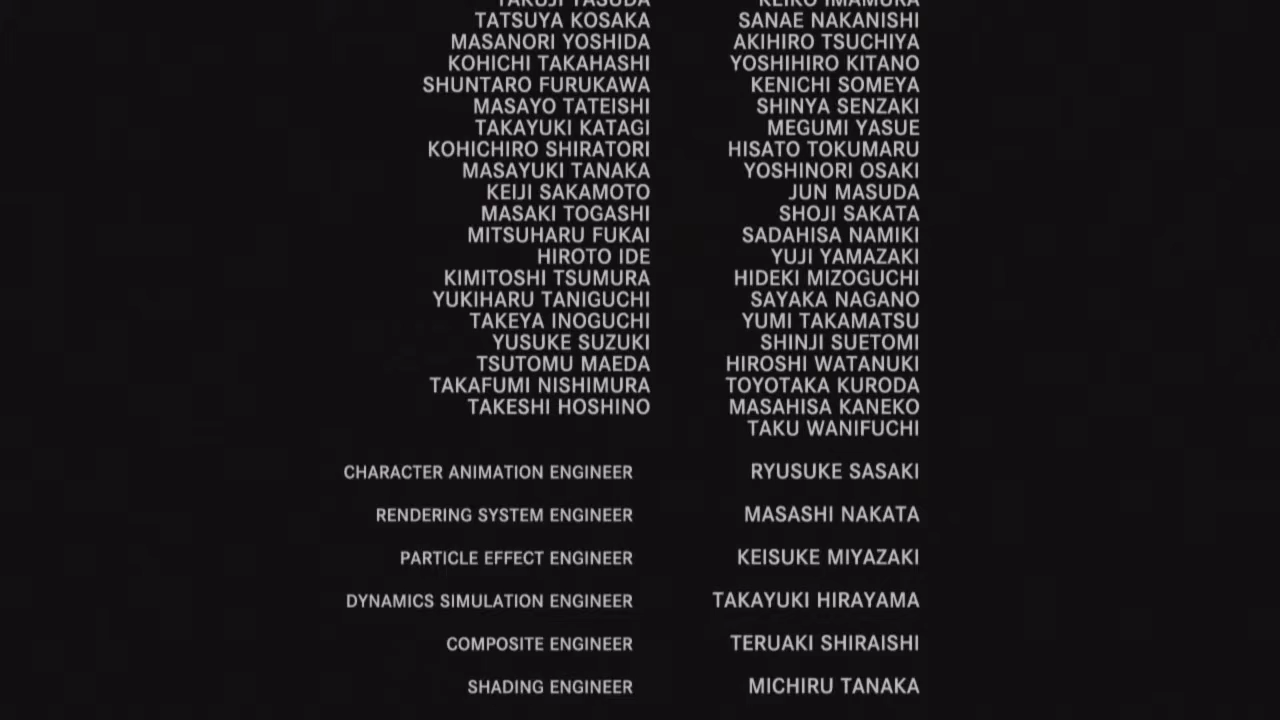 TAKUJI YASUDA KEIKO IMAMURA
TATSUYA KOSAKA SANAE NAKANISHI
MASANORI YOSHIDA AKIHIRO TSUCHIYA
KOHICHI TAKAHASHI YOSHIHIRO KITANO
SHUNTARO FURUKAWA KENICHI SOMEYA
MASAYO TATEISHI SHINYA SENZAKI
TAKAYUKI KATAGI MEGUMI YASUE
KOHICHIRO SHIRATORI HISATO TOKUMARU
MASAYUKI TANAKA YOSHINORI OSAKI
KEIJI SAKAMOTO JUN MASUDA
MASAKI TOGASHI SHOJI SAKATA
MITSUHARU FUKAI SADAHISA NAMIKI
HIROTO IDE YUJI YAMAZAKI
KIMITOSHI TSUMURA HIDEKI MIZOGUCHI
YUKIHARU TANIGUCHI SAYAKA NAGANO
TAKEYA INOGUCHI YUMI TAKAMATSU
YUSUKE SUZUKI SHINJI SUETOMI
TSUTOMU MAEDA HIROSHI WATANUKI
TAKAFUMI NISHIMURA TOYOTAKA KURODA
TAKESHI HOSHINO MASAHISA KANEKO
TAKU WANIFUCHI
CHARACTER ANIMATION ENGINEER RYUSUKE SASAKI
RENDERING SYSTEM ENGINEER MASASHI NAKATA
PARTICLE EFFECT ENGINEER KEISUKE MIYAZAKI
DYNAMICS SIMULATION ENGINEER TAKAYUKI HIRAYAMA
COMPOSITE ENGINEER TERUAKI SHIRAISHI
SHADING ENGINEER MICHIRU TANAKA